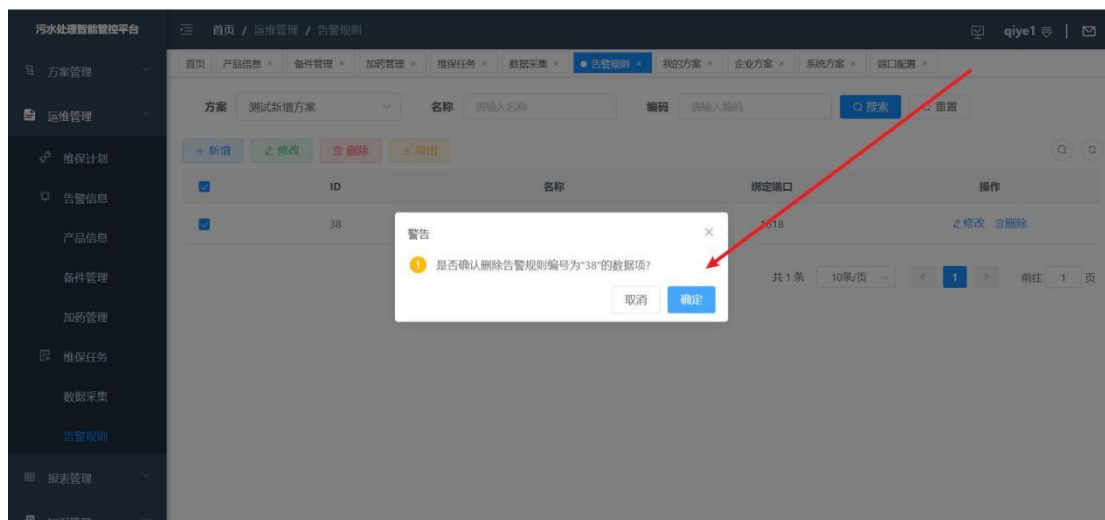 污水处理智能管控平台
首页 / 运维管理 / 告警规则
qiye1
方案管理
首页 产品信息 × 备件管理 × 加药管理 × 维保任务 × 数据采集 × 告警规则 × 我的方案 × 企业方案 × 系统方案 × 端口配置 ×
运维管理
方案 测试新增方案 名称 请输入名称 编码 请输入编码 搜索 重置
维保计划
+ 新增 修改 删除 导出
告警信息
ID 名称 绑定端口 操作
38 1618 修改 删除
产品信息
备件管理
加药管理
维保任务
数据采集
告警规则
报表管理
警告 ×
是否确认删除告警规则编号为"38"的数据项?
取消 确定
共 1 条 10条/页 < 1 > 前往 1 页